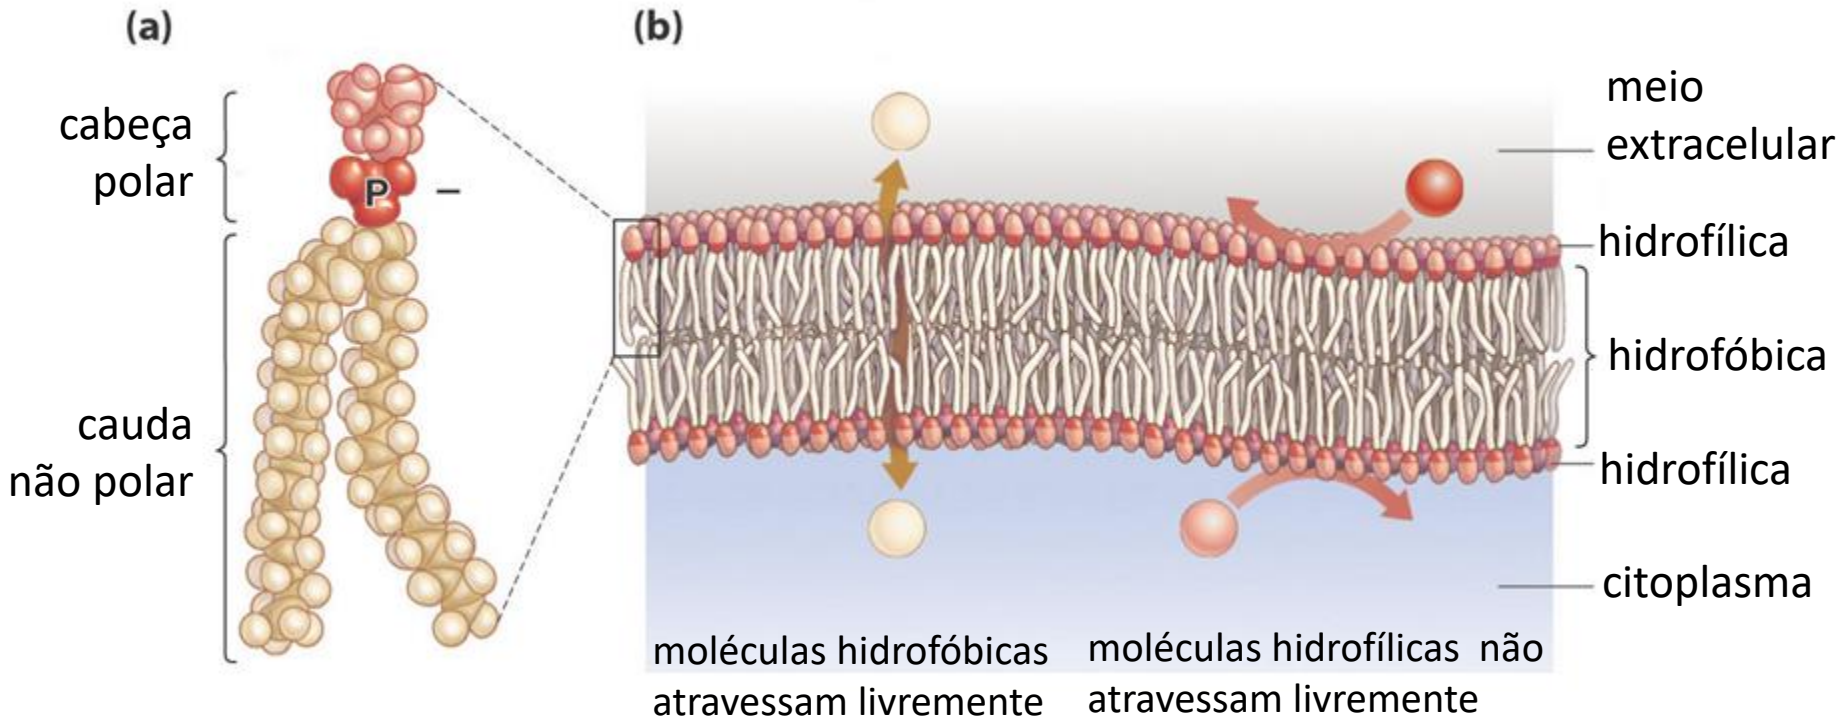 (a)
cabeça
polar
P
–
cauda
não polar
(b)
meio
extracelular
hidrofílica
hidrofóbica
hidrofílica
citoplasma
moléculas hidrofóbicas
atravessam livremente
moléculas hidrofílicas não
atravessam livremente